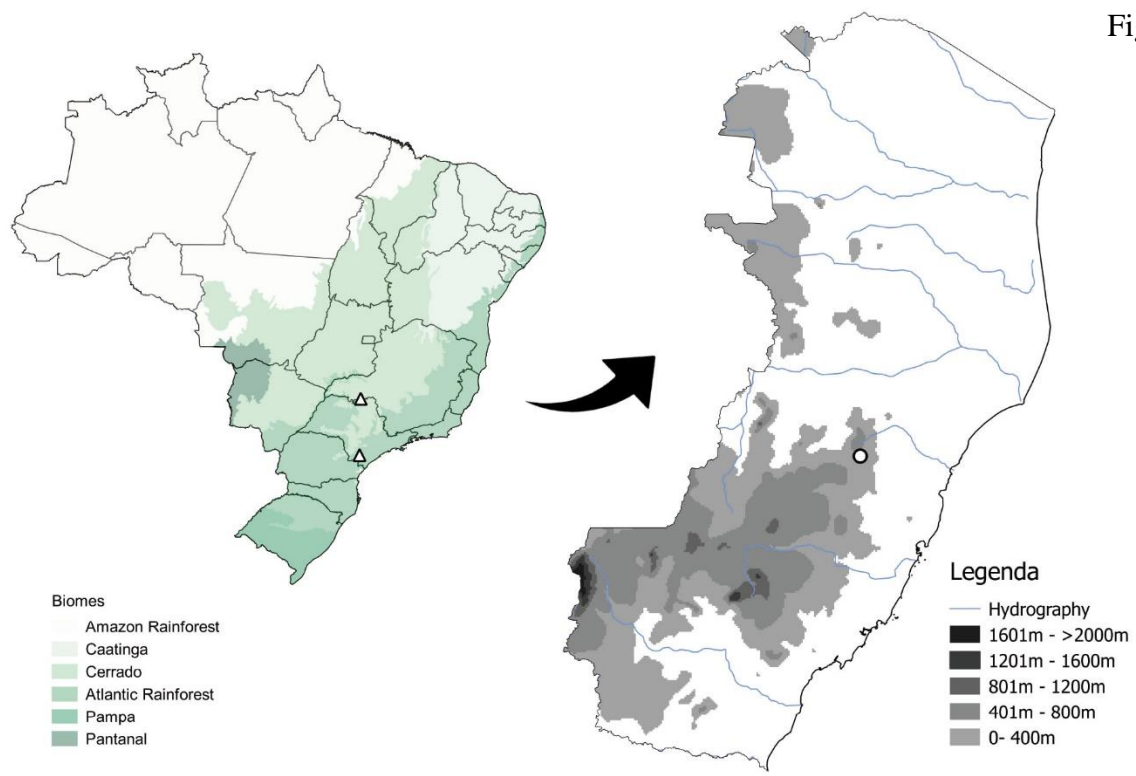 Fig
Biomes
Amazon Rainforest
Caatinga
Cerrado
Atlantic Rainforest
Pampa
Pantanal
Legenda
Hydrography
1601m - >2000m
1201m - 1600m
801m - 1200m
401m - 800m
0- 400m